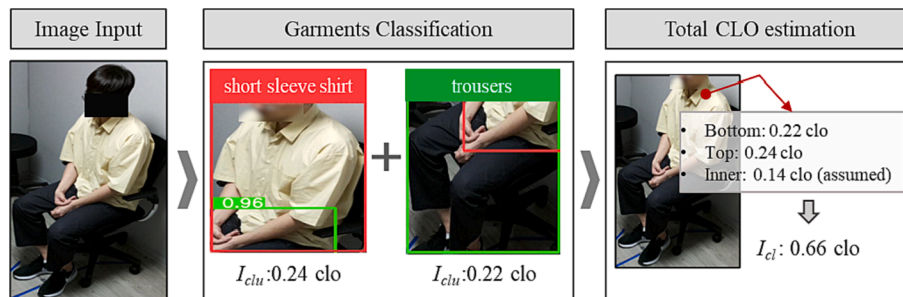 Image Input
Garments Classification
Total CLO estimation
short sleeve shirt
trousers
0.96
+
• Bottom: 0.22 clo
• Top: 0.24 clo
• Inner: 0.14 clo (assumed)
I_clu:0.24 clo
I_clu:0.22 clo
I_cl: 0.66 clo